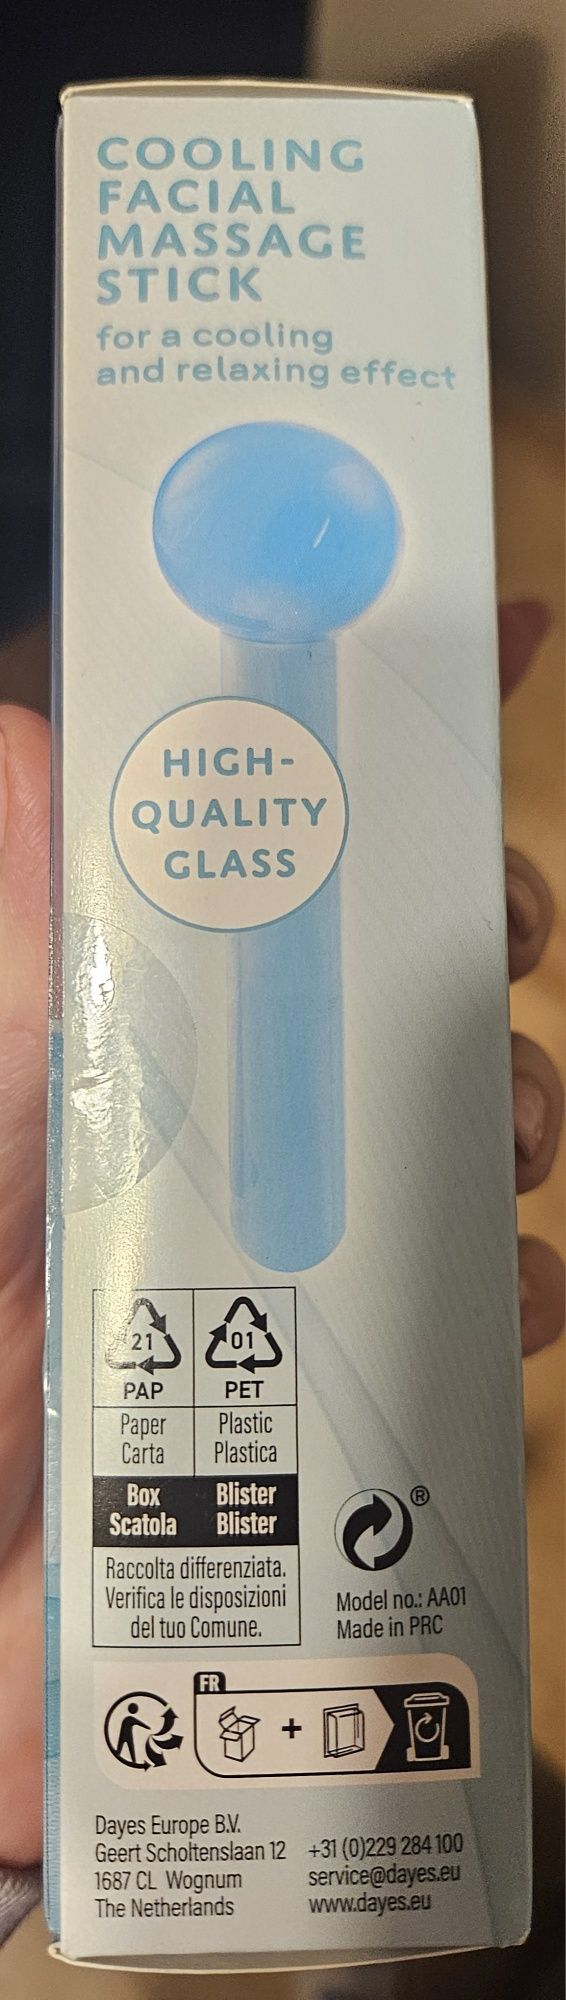 COOLING
FACIAL
MASSAGE
STICK
for a cooling
and relaxing effect
HIGH-
QUALITY
GLASS
21 01
PAP PET
Paper Plastic
Carta Plastica
Box Blister
Scatola Blister
Raccolta differenziata.
Verifica le disposizioni
del tuo Comune.
®
Model no.: AA01
Made in PRC
FR
+
Dayes Europe B.V.
Geert Scholtenslaan 12
1687 CL Wognum
The Netherlands
+31 (0)229 284 100
service@dayes.eu
www.dayes.eu